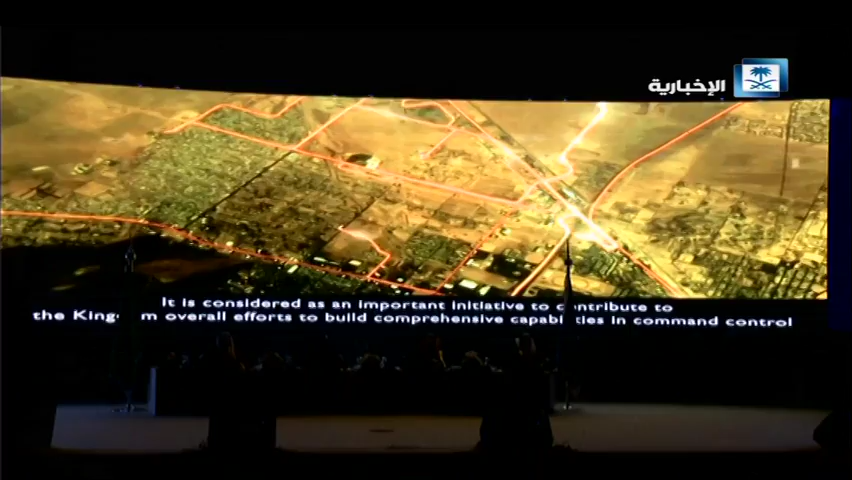 الإخبارية
It is considered as an important initiative to contribute to
the Kingdom overall efforts to build comprehensive capabilities in command control